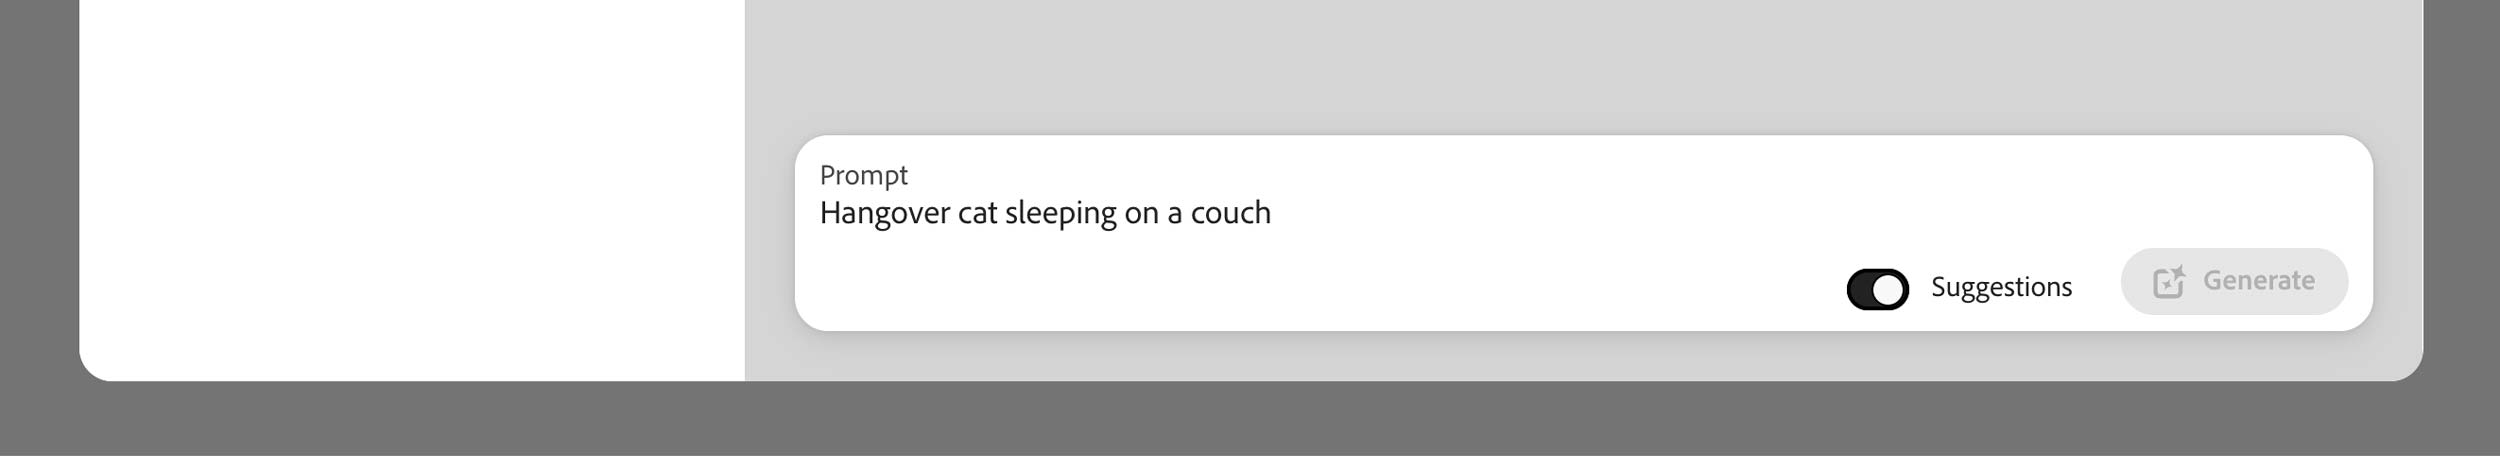 Prompt
Hangover cat sleeping on a couch
Suggestions
Generate